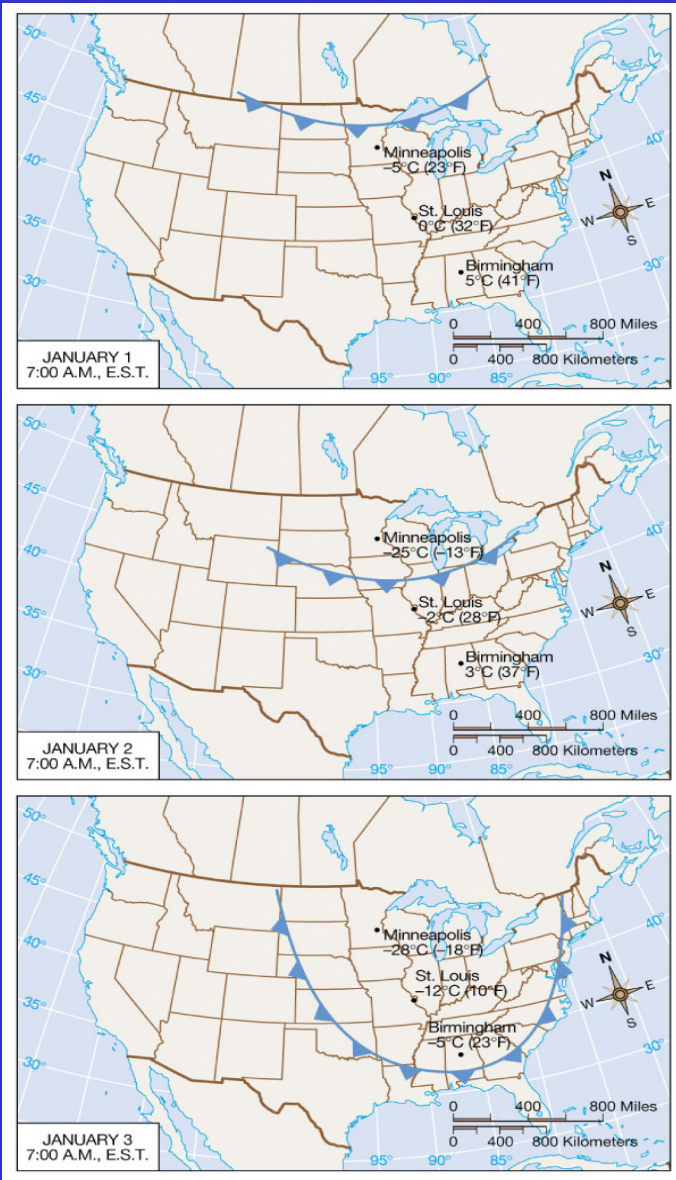 50°
45°
40°
35°
30°
Minneapolis
–5°C (23°F)
St. Louis
0°C (32°F)
Birmingham
5°C (41°F)
40°
N
E
W
S
30°
0 400 800 Miles
0 400 800 Kilometers
95° 90° 85°
JANUARY 1
7:00 A.M., E.S.T.
50°
45°
40°
35°
30°
Minneapolis
–25°C (–13°F)
St. Louis
–2°C (28°F)
Birmingham
3°C (37°F)
40°
N
E
W
S
30°
0 400 800 Miles
0 400 800 Kilometers
95° 90° 85°
JANUARY 2
7:00 A.M., E.S.T.
50°
45°
40°
35°
30°
Minneapolis
–28°C (–18°F)
St. Louis
–12°C (10°F)
Birmingham
–5°C (23°F)
40°
N
E
W
S
30°
0 400 800 Miles
0 400 800 Kilometers
95° 90° 85°
JANUARY 3
7:00 A.M., E.S.T.